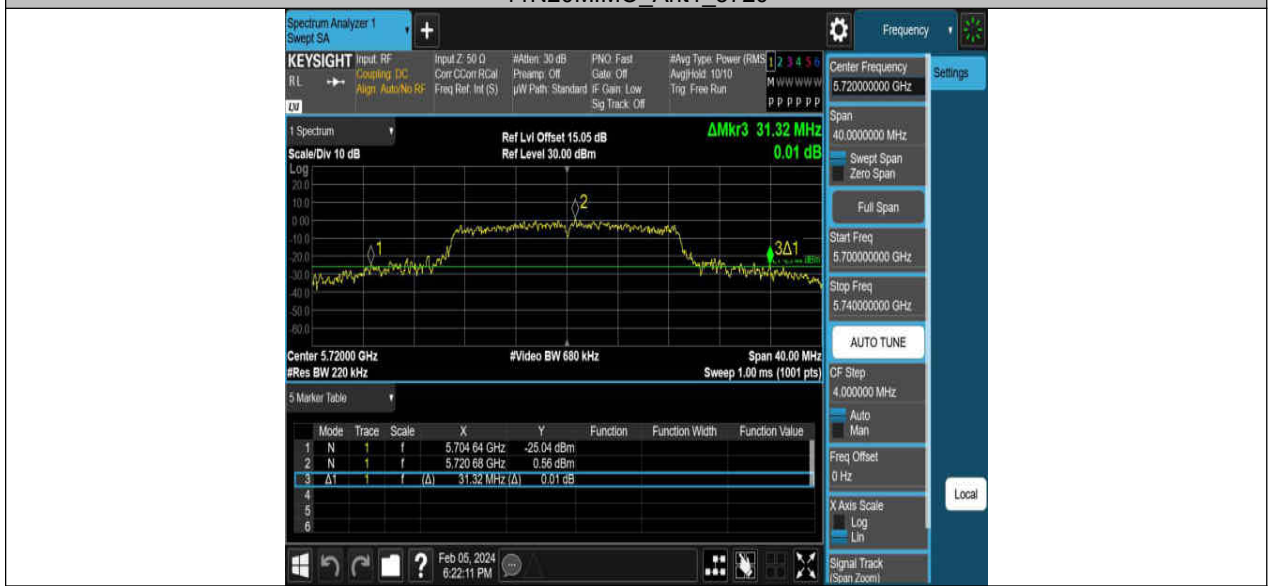 Spectrum Analyzer 1
Swept SA
+
Frequency
KEYSIGHT
RL
LXI
Input: RF
Coupling: DC
Align: Auto/No RF
Input Z: 50 Ω
Corr CCorr RCal
Freq Ref: Int (S)
#Atten: 30 dB
Preamp: Off
µW Path: Standard
PNO: Fast
Gate: Off
IF Gain: Low
Sig Track: Off
#Avg Type: Power (RMS
Avg|Hold: 10/10
Trig: Free Run
1 2 3 4 5 6
M W W W W W
P P P P P P
Center Frequency
5.720000000 GHz
Settings
Span
40.0000000 MHz
Swept Span
Zero Span
Full Span
Start Freq
5.700000000 GHz
Stop Freq
5.740000000 GHz
AUTO TUNE
CF Step
4.000000 MHz
Auto
Man
Freq Offset
0 Hz
X Axis Scale
Log
Lin
Signal Track
(Span Zoom)
Local
1 Spectrum
Scale/Div 10 dB
Ref Lvl Offset 15.05 dB
Ref Level 30.00 dBm
ΔMkr3 31.32 MHz
0.01 dB
Log
20.0
10.0
0.00
-10.0
-20.0
-30.0
-40.0
-50.0
-60.0
1
2
3Δ1
Center 5.72000 GHz
#Video BW 680 kHz
Span 40.00 MHz
#Res BW 220 kHz
Sweep 1.00 ms (1001 pts)
5 Marker Table
Mode Trace Scale X Y Function Function Width Function Value
1 N 1 f 5.704 64 GHz -25.04 dBm
2 N 1 f 5.720 68 GHz 0.56 dBm
3 Δ1 1 f (Δ) 31.32 MHz (Δ) 0.01 dB
4
5
6
?
Feb 05, 2024
6:22:11 PM